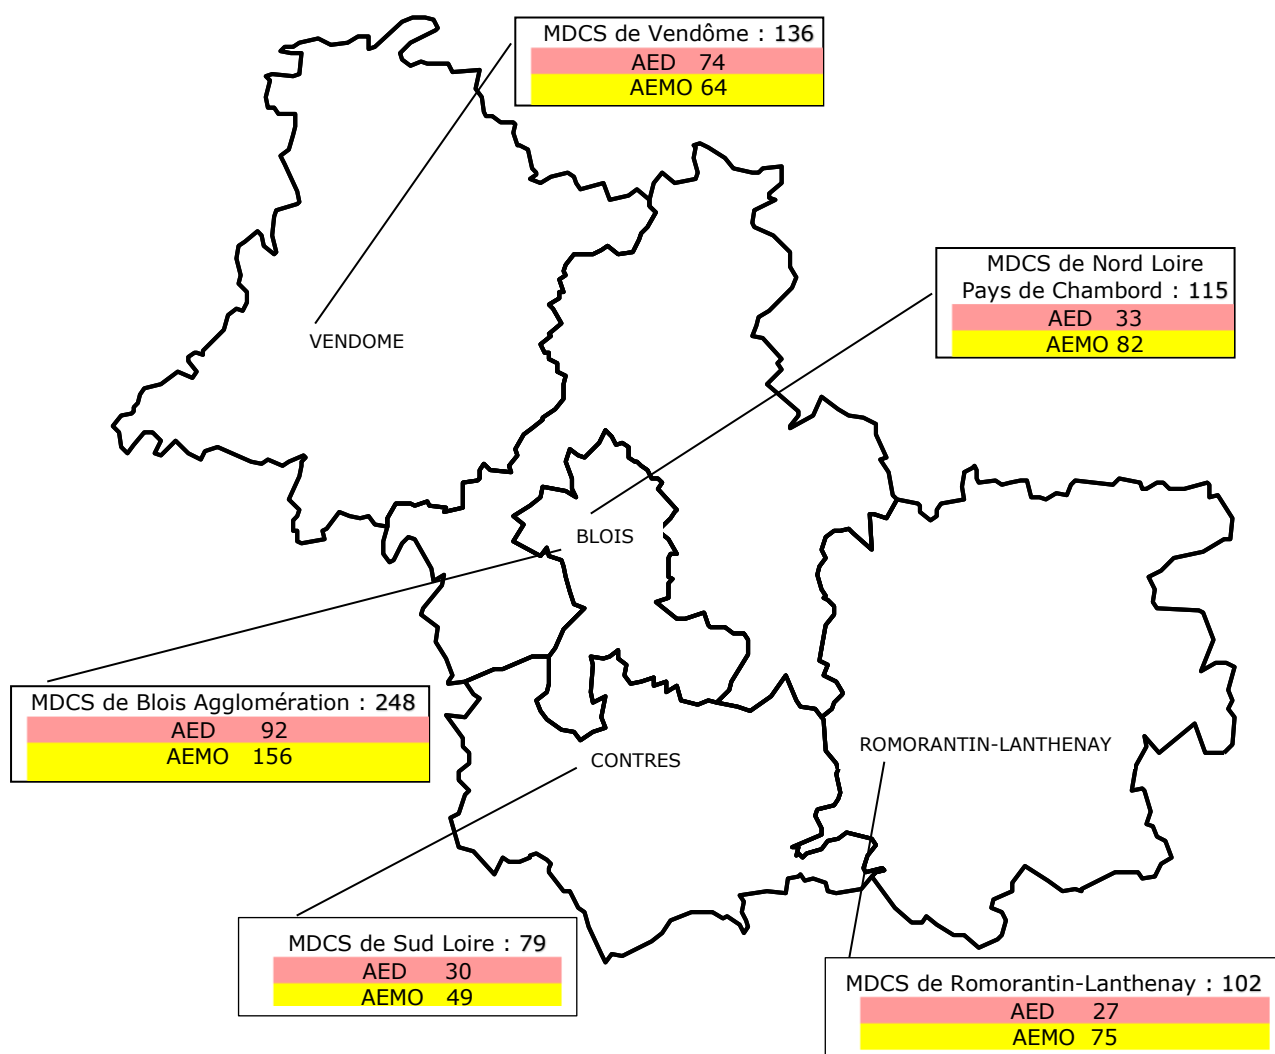 MDCS de Vendôme : 136
AED 74
AEMO 64
MDCS de Nord Loire
Pays de Chambord : 115
AED 33
AEMO 82
VENDOME
BLOIS
MDCS de Blois Agglomération : 248
AED 92
AEMO 156
CONTRES
ROMORANTIN-LANTHENAY
MDCS de Sud Loire : 79
AED 30
AEMO 49
MDCS de Romorantin-Lanthenay : 102
AED 27
AEMO 75